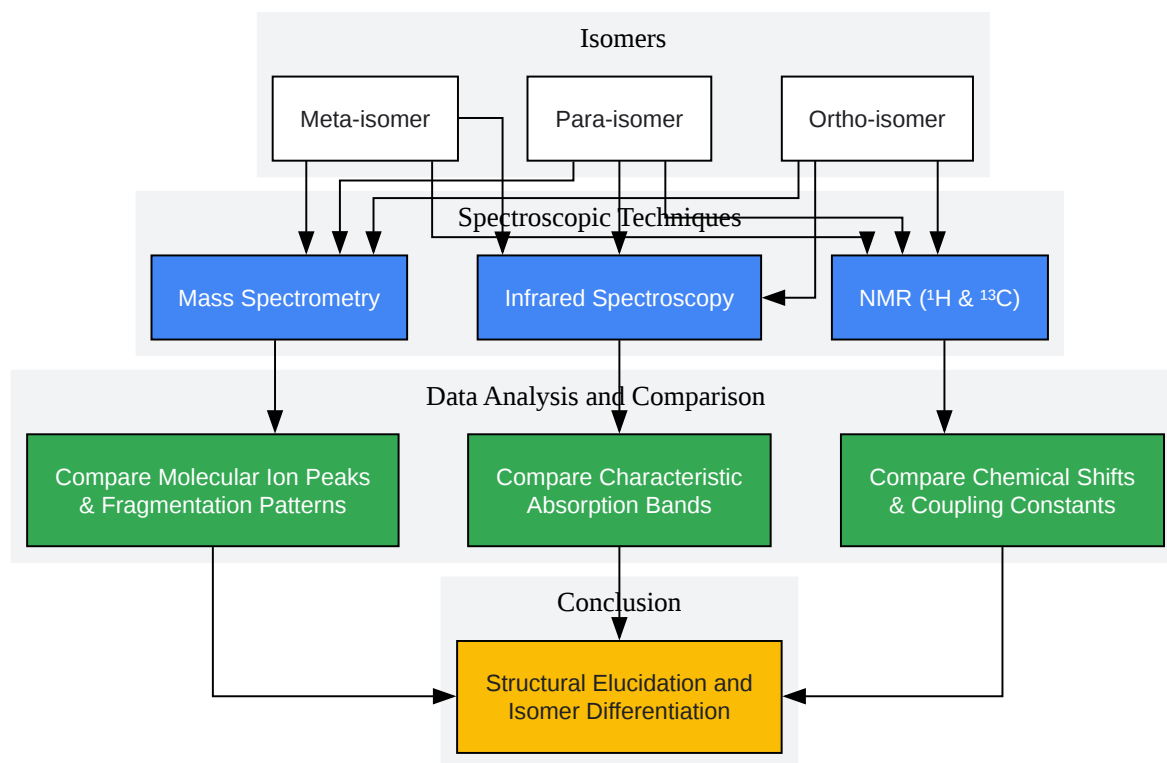 Isomers
Meta-isomer
Para-isomer
Ortho-isomer
Spectroscopic Techniques
Mass Spectrometry
Infrared Spectroscopy
NMR (¹H & ¹³C)
Data Analysis and Comparison
Compare Molecular Ion Peaks
& Fragmentation Patterns
Compare Characteristic
Absorption Bands
Compare Chemical Shifts
& Coupling Constants
Conclusion
Structural Elucidation and
Isomer Differentiation